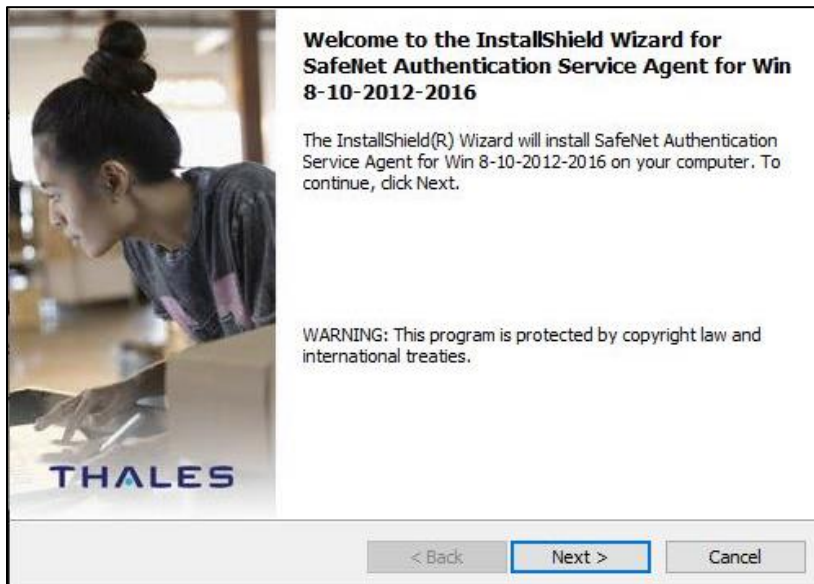 Welcome to the InstallShield Wizard for
SafeNet Authentication Service Agent for Win
8-10-2012-2016
The InstallShield(R) Wizard will install SafeNet Authentication
Service Agent for Win 8-10-2012-2016 on your computer. To
continue, click Next.
WARNING: This program is protected by copyright law and
international treaties.
THALES
< Back
Next >
Cancel